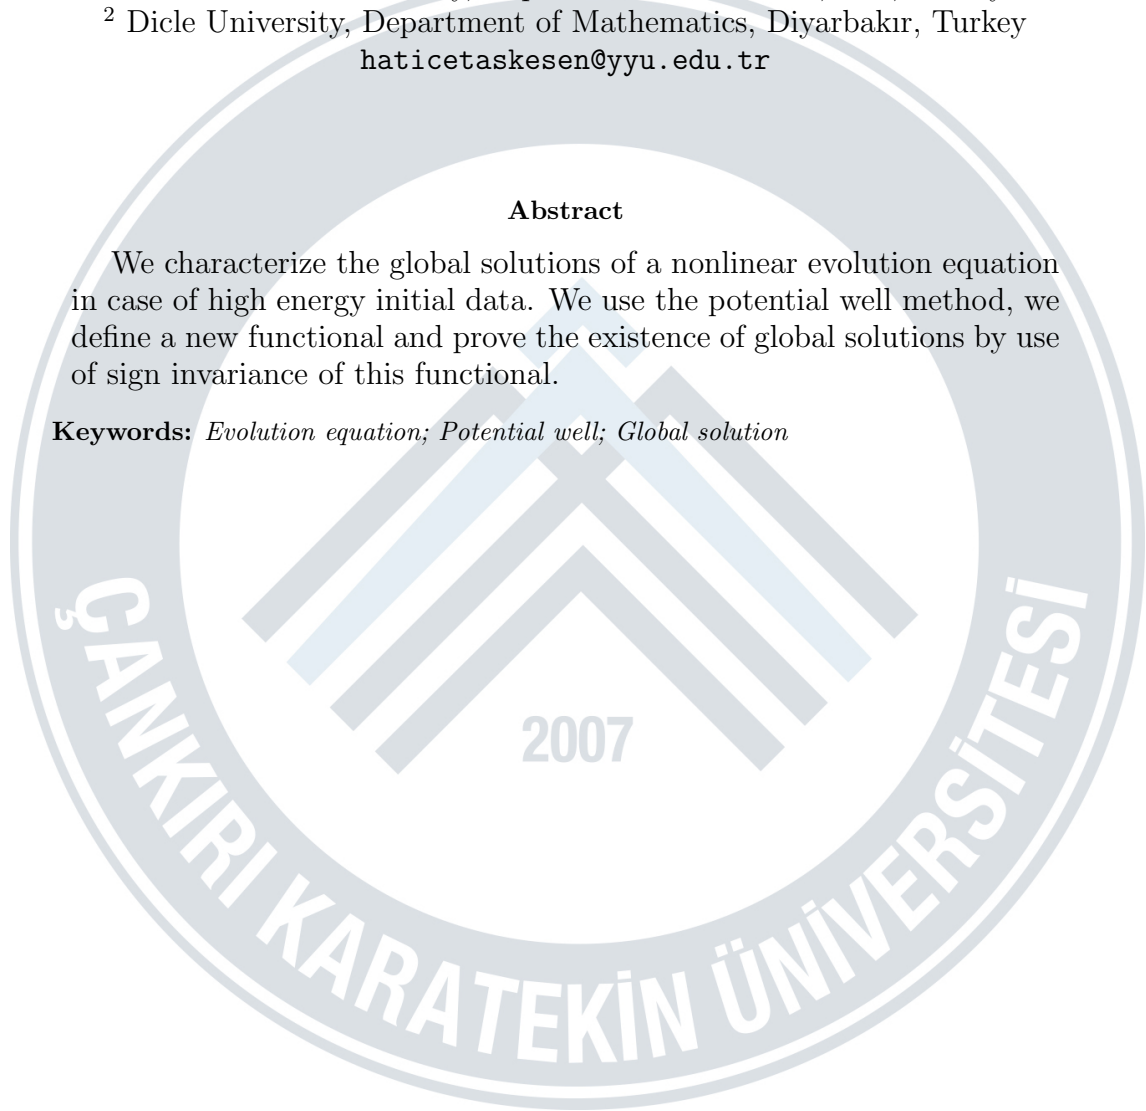 ² Dicle University, Department of Mathematics, Diyarbakır, Turkey
haticetaskesen@yyu.edu.tr
Abstract
We characterize the global solutions of a nonlinear evolution equation
in case of high energy initial data. We use the potential well method, we
define a new functional and prove the existence of global solutions by use
of sign invariance of this functional.
Keywords: Evolution equation; Potential well; Global solution
2007
ÇANKIRI KARATEKİN ÜNİVERSİTESİ